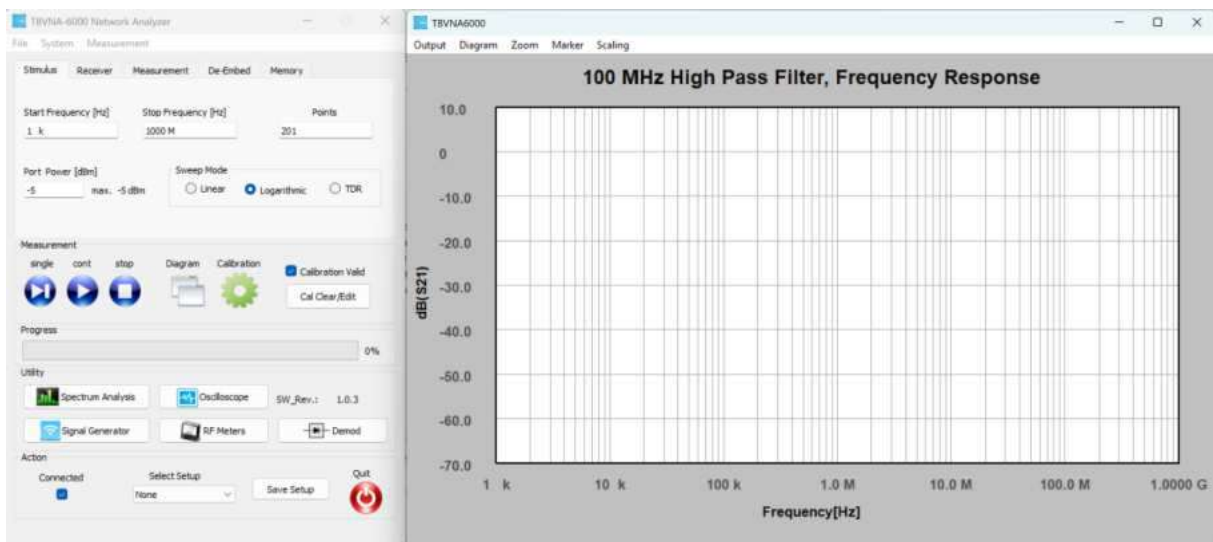 TBVNA-6000 Network Analyzer
File System Measurement
Stimulus Receiver Measurement De-Embed Memory
Start Frequency [Hz] Stop Frequency [Hz] Points
1 k 1000 M 201
Port Power [dBm] Sweep Mode
-5 max. -5 dBm Linear Logarithmic TDR
Measurement
single cont stop Diagram Calibration
Calibration Valid
Cal Clear/Edit
Progress
0%
Utility
Spectrum Analysis Oscilloscope SW_Rev.: 1.0.3
Signal Generator RF Meters Demod
Action
Connected Select Setup Quit
None Save Setup
TBVNA6000
Output Diagram Zoom Marker Scaling
100 MHz High Pass Filter, Frequency Response
10.0
0
-10.0
-20.0
-30.0
-40.0
-50.0
-60.0
-70.0
dB(S21)
1 k 10 k 100 k 1.0 M 10.0 M 100.0 M 1.0000 G
Frequency[Hz]